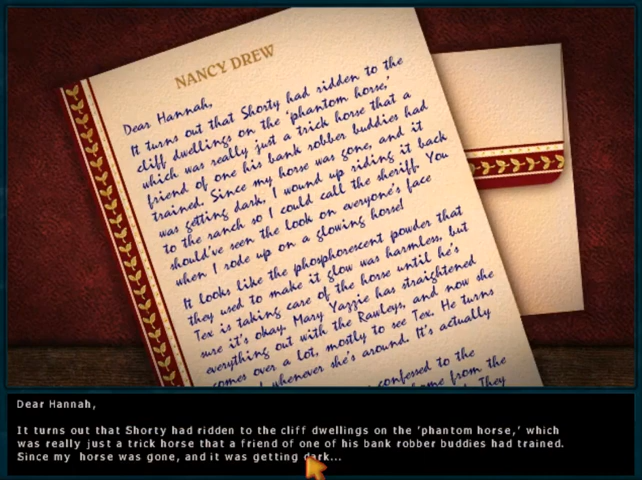 NANCY DREW
Dear Hannah,
It turns out that Shorty had ridden to the
cliff dwellings on the 'phantom horse,'
which was really just a trick horse that a
friend of one his bank robber buddies had
trained. Since my horse was gone, and it
was getting dark, I wound up riding it back
to the ranch so I could call the sheriff. You
should've seen the look on everyone's face
when I rode up on a glowing horse!
It looks like the phosphorescent powder that
they used to make it glow was harmless, but
Tex is taking care of the horse until he's
sure it's okay. Mary Yazzie has straightened
everything out with the Rawleys, and now she
comes over a lot, mostly to see Tex. He turns
whenever she's around. It's actually
confessed to the
home from the
They
Dear Hannah,
It turns out that Shorty had ridden to the cliff dwellings on the 'phantom horse,' which
was really just a trick horse that a friend of one of his bank robber buddies had trained.
Since my horse was gone, and it was getting dark...